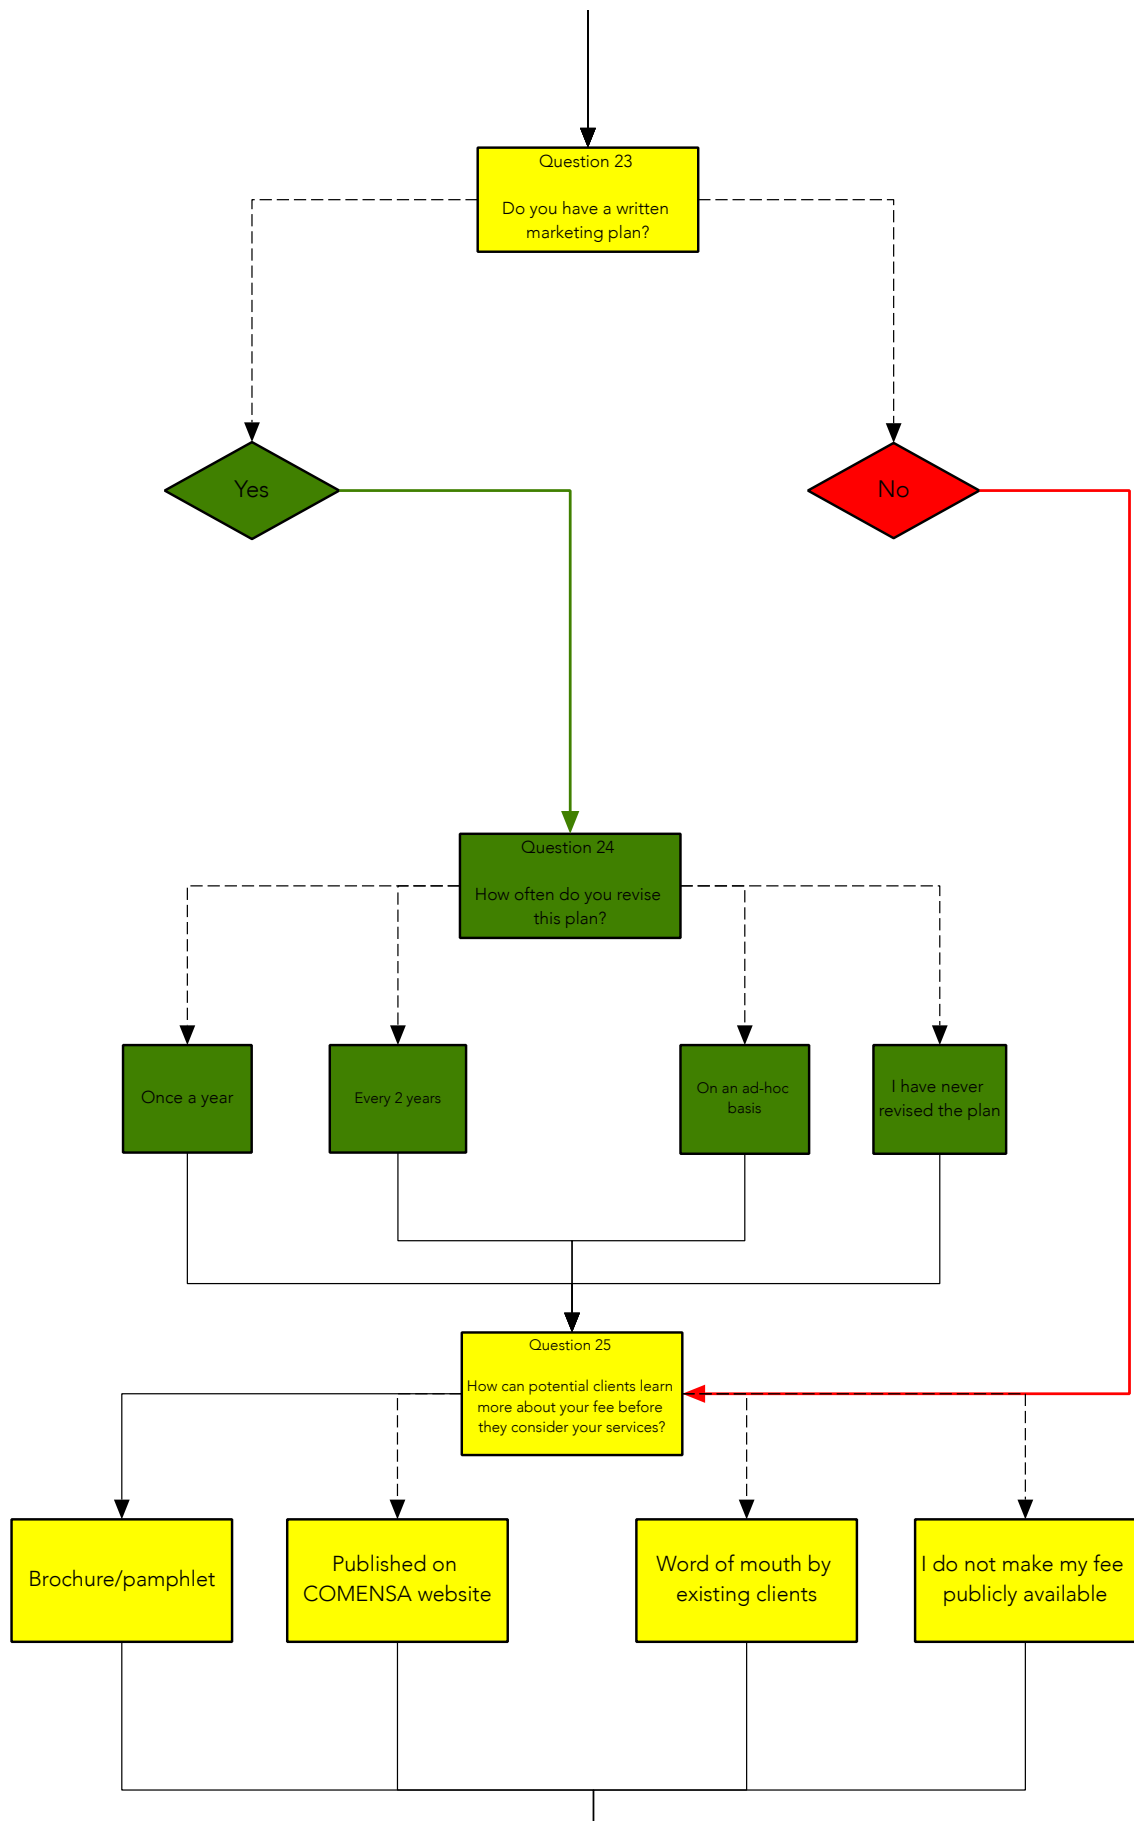 Question 23
Do you have a written
marketing plan?
Yes
No
Question 24
How often do you revise
this plan?
Once a year
Every 2 years
On an ad-hoc
basis
I have never
revised the plan
Question 25
How can potential clients learn
more about your fee before
they consider your services?
Brochure/pamphlet
Published on
COMENSA website
Word of mouth by
existing clients
I do not make my fee
publicly available